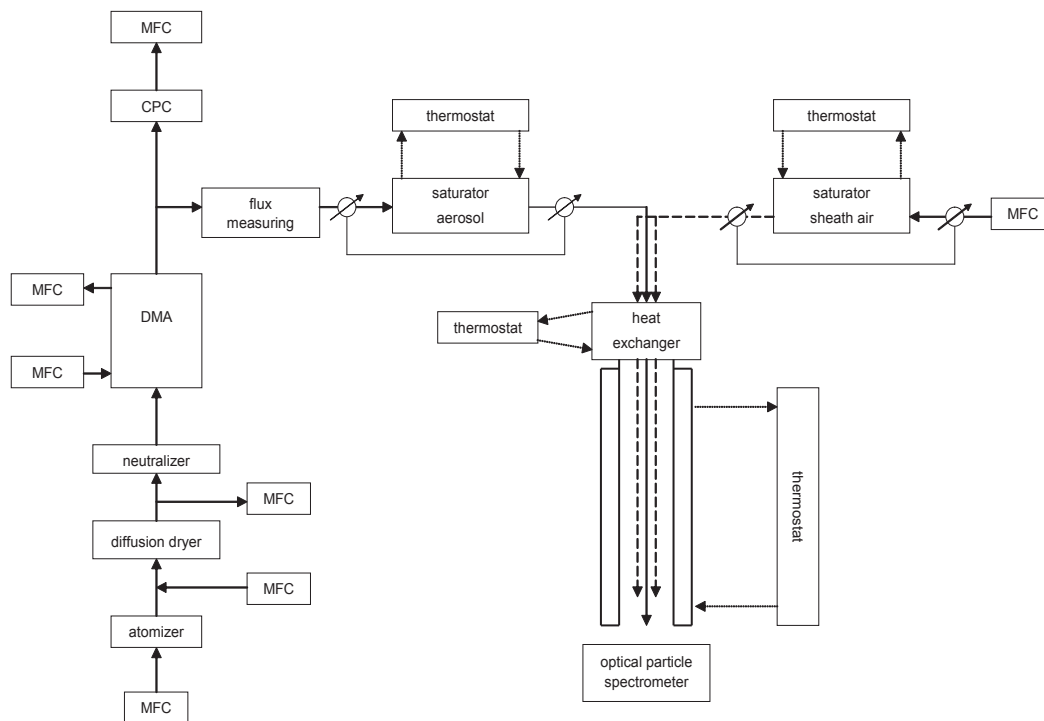 MFC
CPC
thermostat
thermostat
flux
measuring
saturator
aerosol
saturator
sheath air
MFC
MFC
DMA
MFC
thermostat
heat
exchanger
neutralizer
MFC
diffusion dryer
MFC
atomizer
MFC
thermostat
optical particle
spectrometer